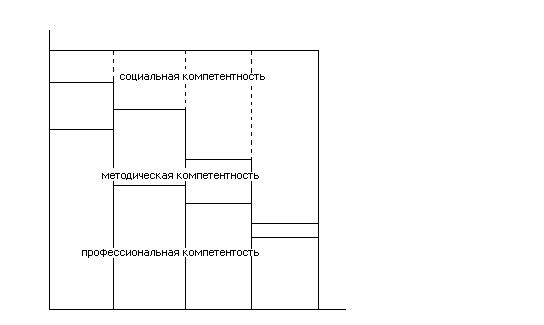 социальная компетентность
методическая компетентность
профессиональная компетентость